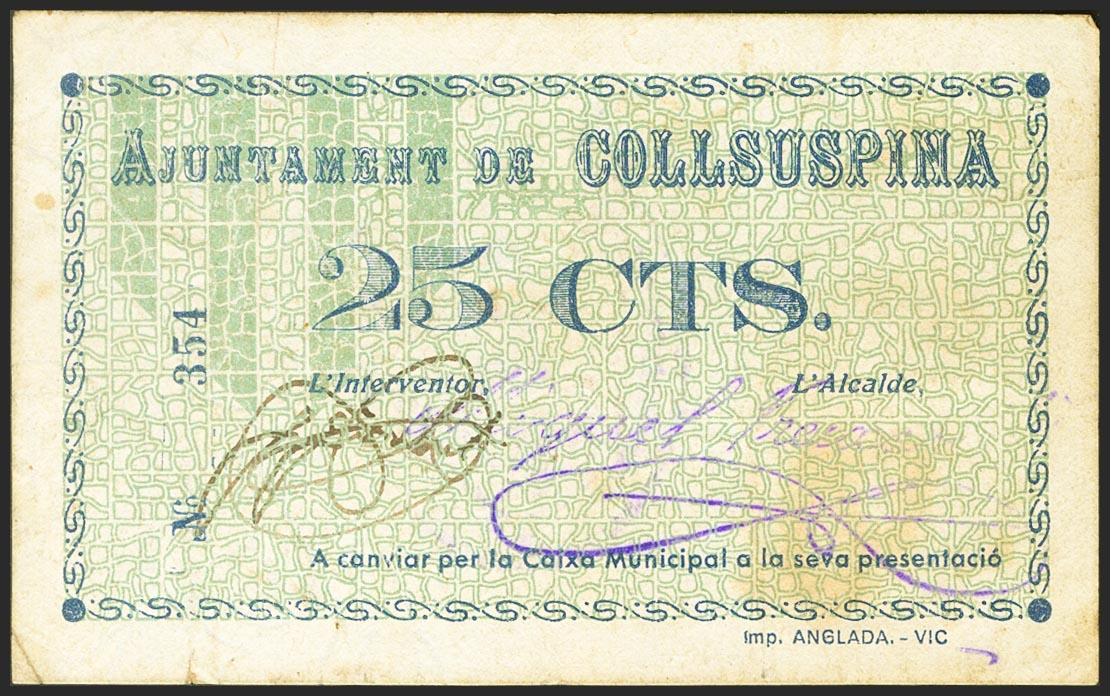 AJUNTAMENT DE COLLSUSPINA
25 CTS.
Nº 354
L'Interventor, L'Alcalde,
A canviar per la Caixa Municipal a la seva presentació
Imp. ANGLADA. - VIC